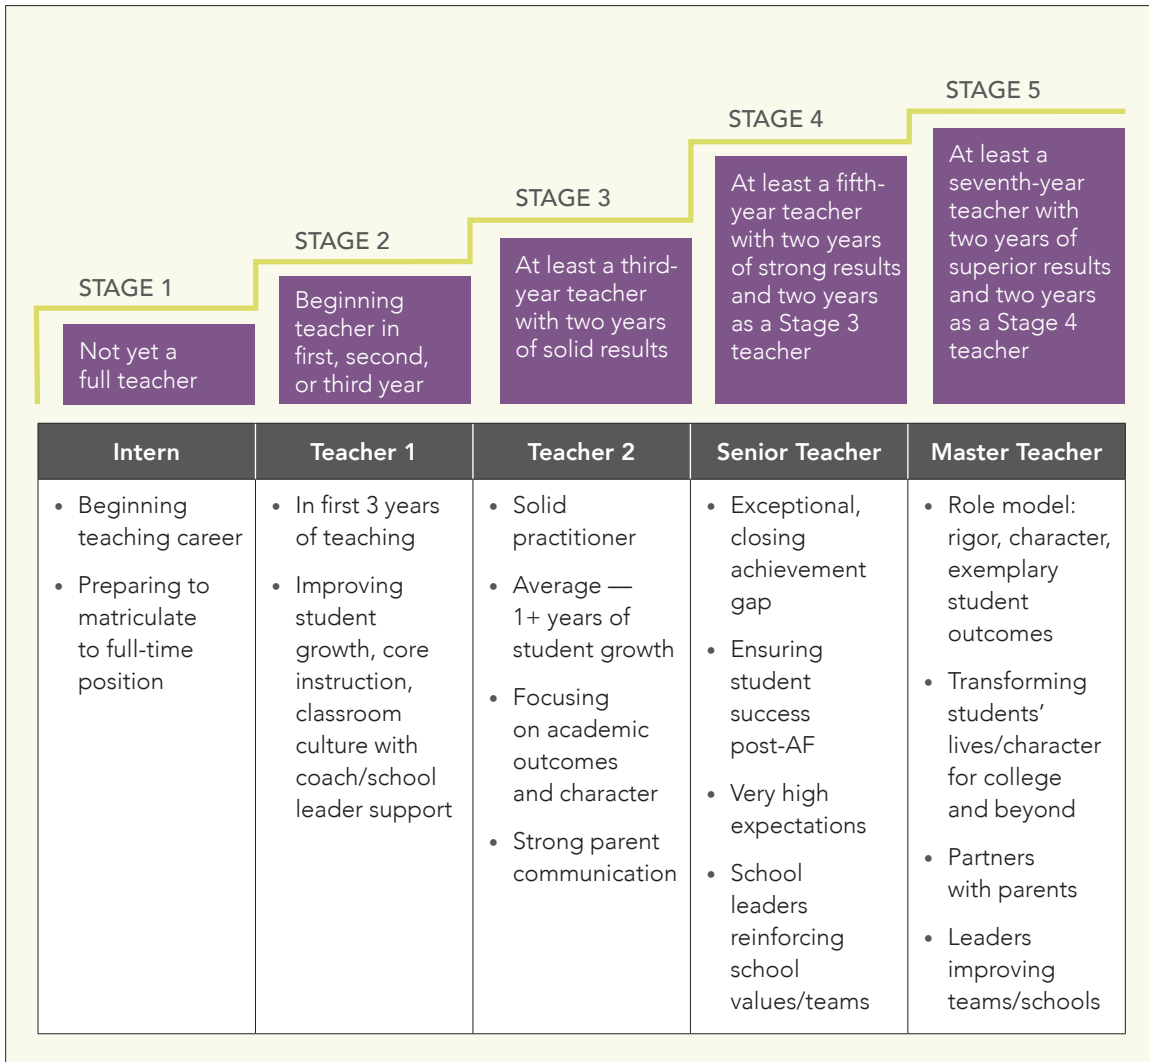 STAGE 1
Not yet a
full teacher
STAGE 2
Beginning
teacher in
first, second,
or third year
STAGE 3
At least a third-
year teacher
with two years
of solid results
STAGE 4
At least a fifth-
year teacher
with two years
of strong results
and two years
as a Stage 3
teacher
STAGE 5
At least a
seventh-year
teacher with
two years of
superior results
and two years
as a Stage 4
teacher
Intern
• Beginning
teaching career
• Preparing to
matriculate
to full-time
position
Teacher 1
• In first 3 years
of teaching
• Improving
student
growth, core
instruction,
classroom
culture with
coach/school
leader support
Teacher 2
• Solid
practitioner
• Average —
1+ years of
student growth
• Focusing
on academic
outcomes
and character
• Strong parent
communication
Senior Teacher
• Exceptional,
closing
achievement
gap
• Ensuring
student
success
post-AF
• Very high
expectations
• School
leaders
reinforcing
school
values/teams
Master Teacher
• Role model:
rigor, character,
exemplary
student
outcomes
• Transforming
students'
lives/character
for college
and beyond
• Partners
with parents
• Leaders
improving
teams/schools